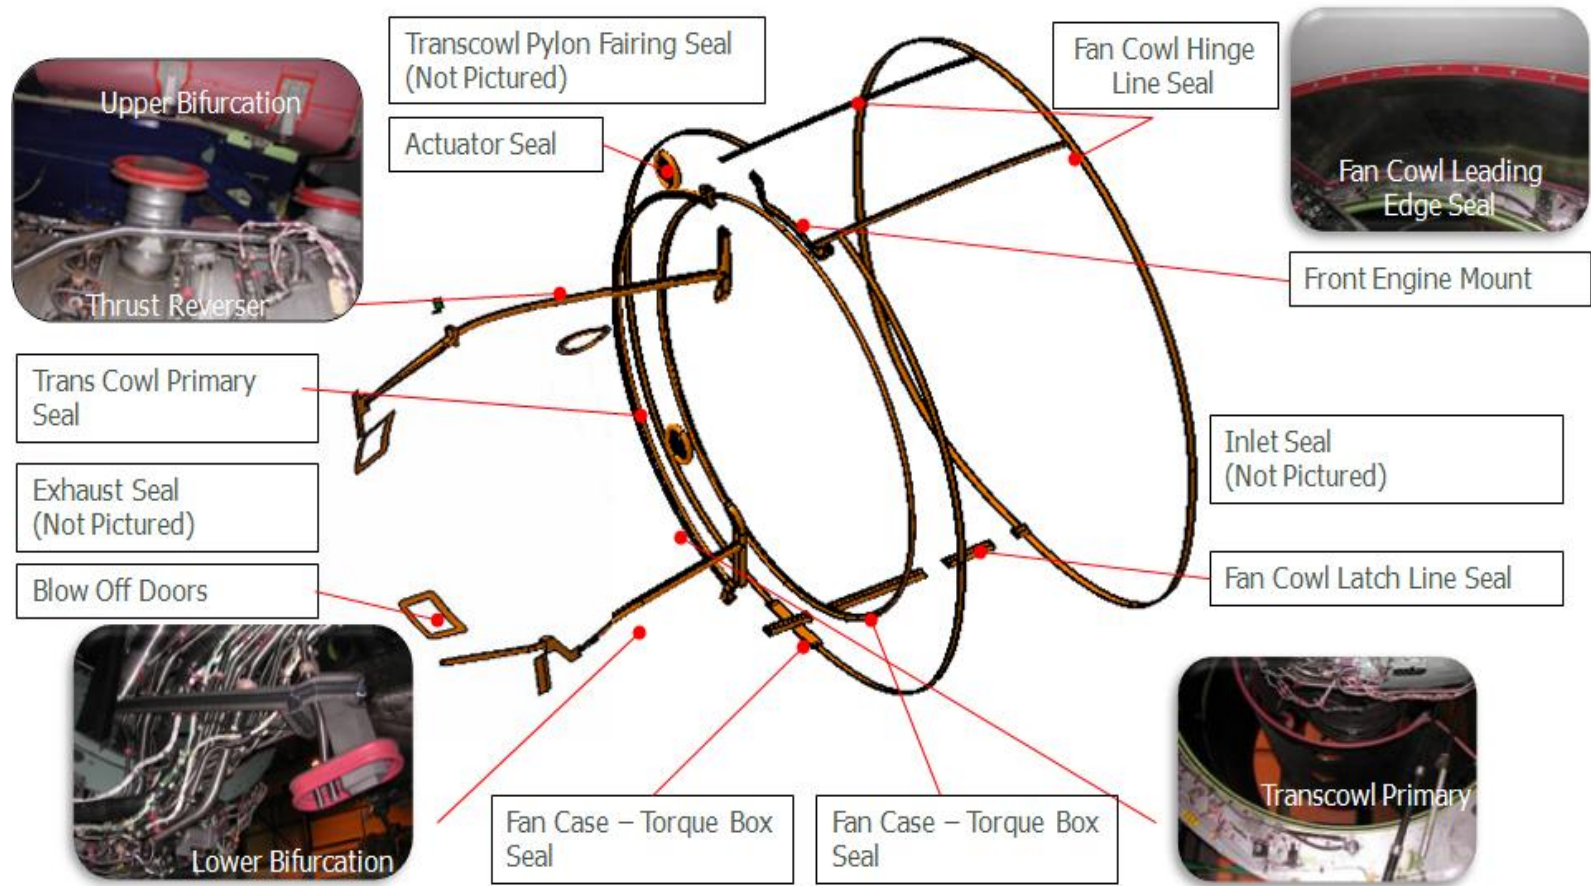 Transcowl Pylon Fairing Seal
(Not Pictured)
Fan Cowl Hinge
Line Seal
Upper Bifurcation
Actuator Seal
Fan Cowl Leading
Edge Seal
Front Engine Mount
Thrust Reverser
Trans Cowl Primary
Seal
Inlet Seal
(Not Pictured)
Exhaust Seal
(Not Pictured)
Blow Off Doors
Fan Cowl Latch Line Seal
Transcowl Primary
Fan Case – Torque Box
Seal
Fan Case – Torque Box
Seal
Lower Bifurcation